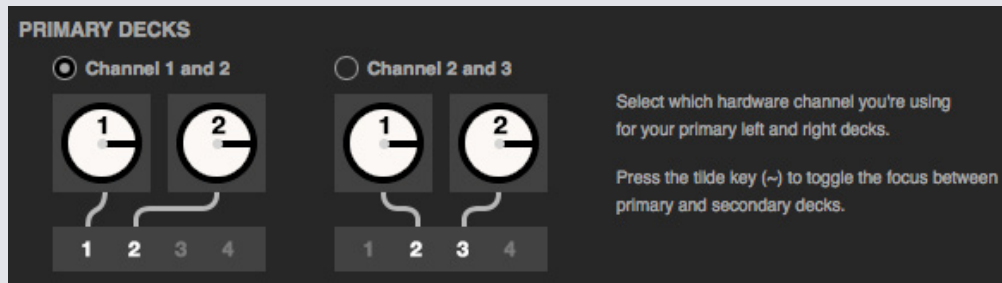 PRIMARY DECKS
Channel 1 and 2
Channel 2 and 3
1 2
1 2
Select which hardware channel you're using
for your primary left and right decks.
Press the tilde key (~) to toggle the focus between
primary and secondary decks.
1 2 3 4
1 2 3 4